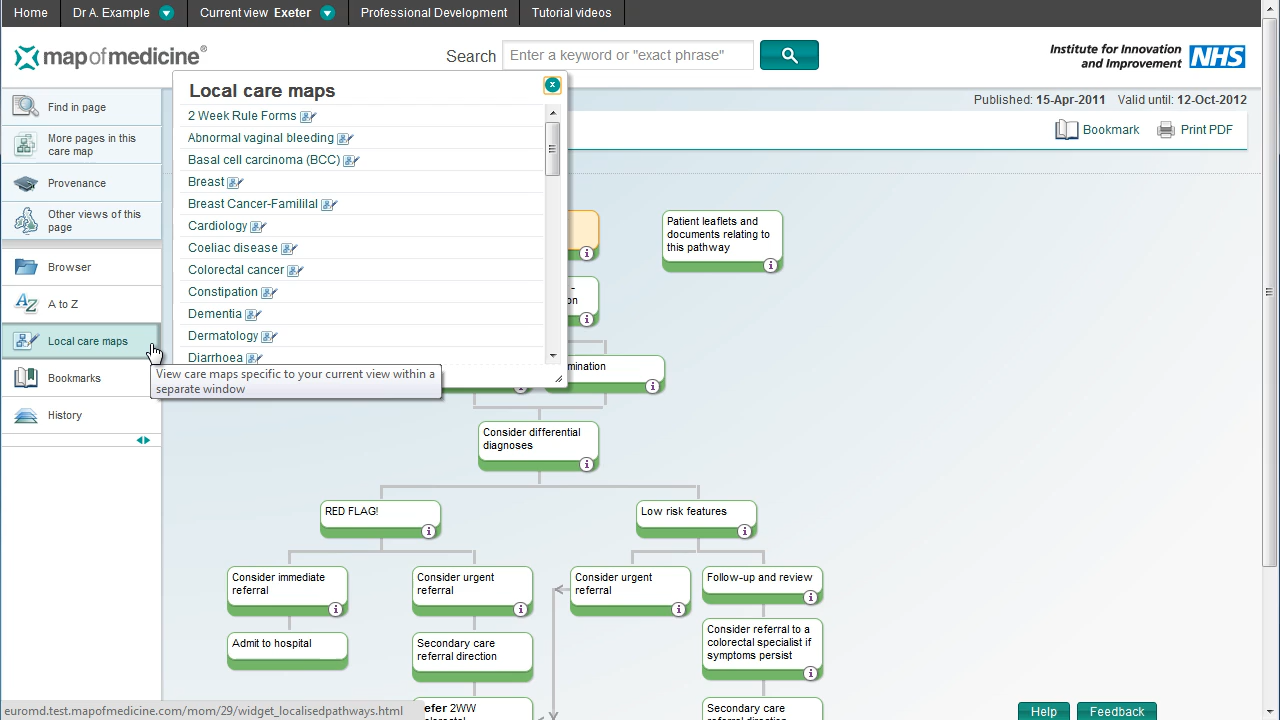 Home
Dr A. Example
Current view Exeter
Professional Development
Tutorial videos
mapofmedicine®
Search
Enter a keyword or "exact phrase"
Institute for Innovation
and Improvement
NHS
Published: 15-Apr-2011 Valid until: 12-Oct-2012
Bookmark
Print PDF
Find in page
More pages in this
care map
Provenance
Other views of this
page
Browser
A to Z
Local care maps
Bookmarks
History
Local care maps
x
2 Week Rule Forms
Abnormal vaginal bleeding
Basal cell carcinoma (BCC)
Breast
Breast Cancer-Famililal
Cardiology
Coeliac disease
Colorectal cancer
Constipation
Dementia
Dermatology
Diarrhoea
View care maps specific to your current view within a
separate window
Patient leaflets and
documents relating to
this pathway
Consider differential
diagnoses
RED FLAG!
Low risk features
Consider immediate
referral
Consider urgent
referral
Consider urgent
referral
Follow-up and review
Admit to hospital
Secondary care
referral direction
Consider referral to a
colorectal specialist if
symptoms persist
2WW
Secondary care
euromd.test.mapofmedicine.com/mom/29/widget_localisedpathways.html
Help
Feedback